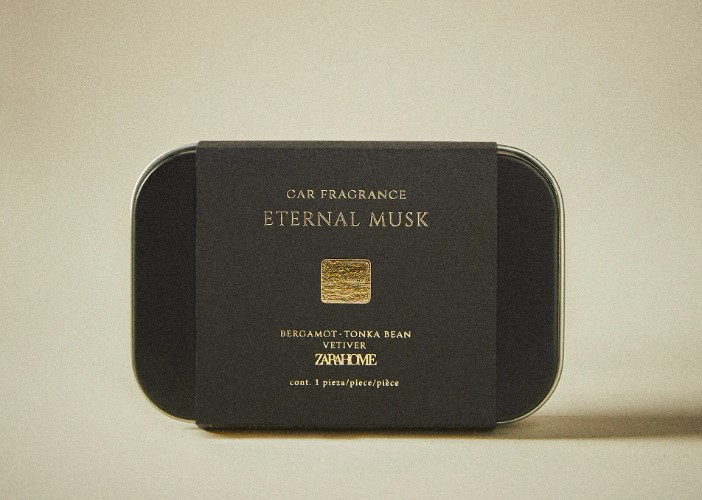 CAR FRAGRANCE
ETERNAL MUSK
BERGAMOT · TONKA BEAN
VETIVER
ZARAHOME
cont. 1 pieza/piece/pièce